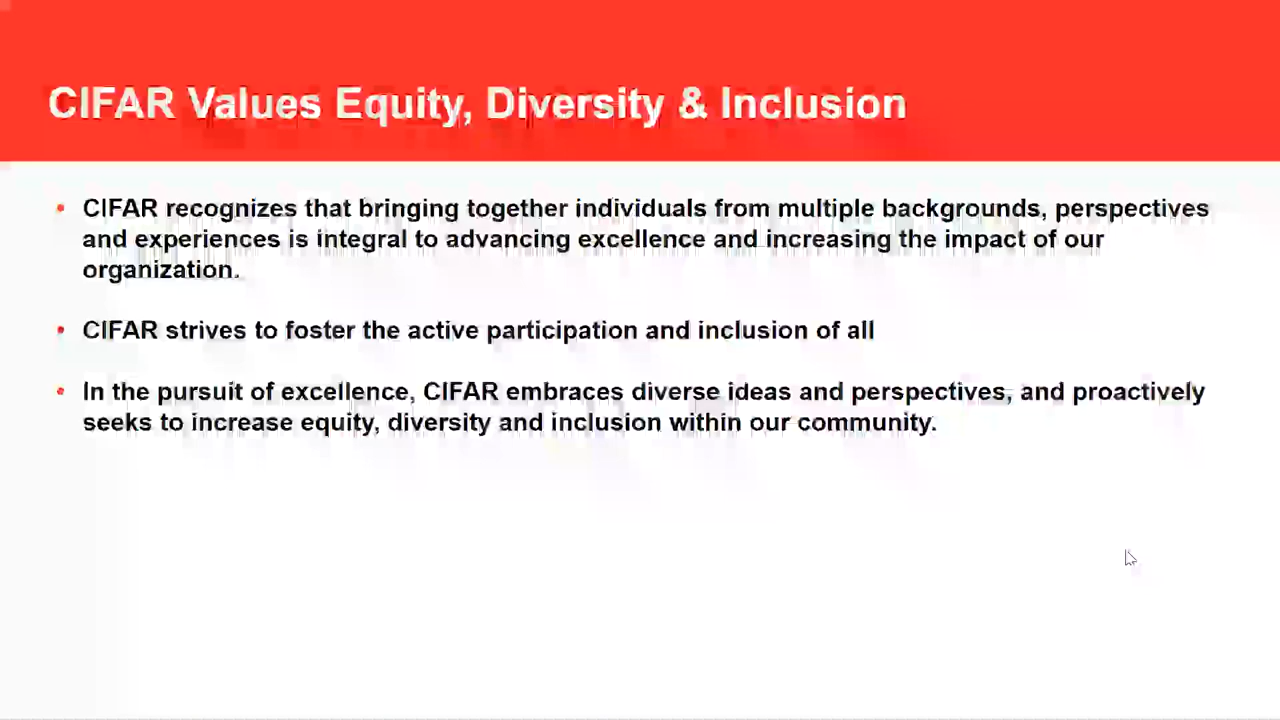 CIFAR Values Equity, Diversity & Inclusion
• CIFAR recognizes that bringing together individuals from multiple backgrounds, perspectives
and experiences is integral to advancing excellence and increasing the impact of our
organization.
• CIFAR strives to foster the active participation and inclusion of all
• In the pursuit of excellence, CIFAR embraces diverse ideas and perspectives, and proactively
seeks to increase equity, diversity and inclusion within our community.